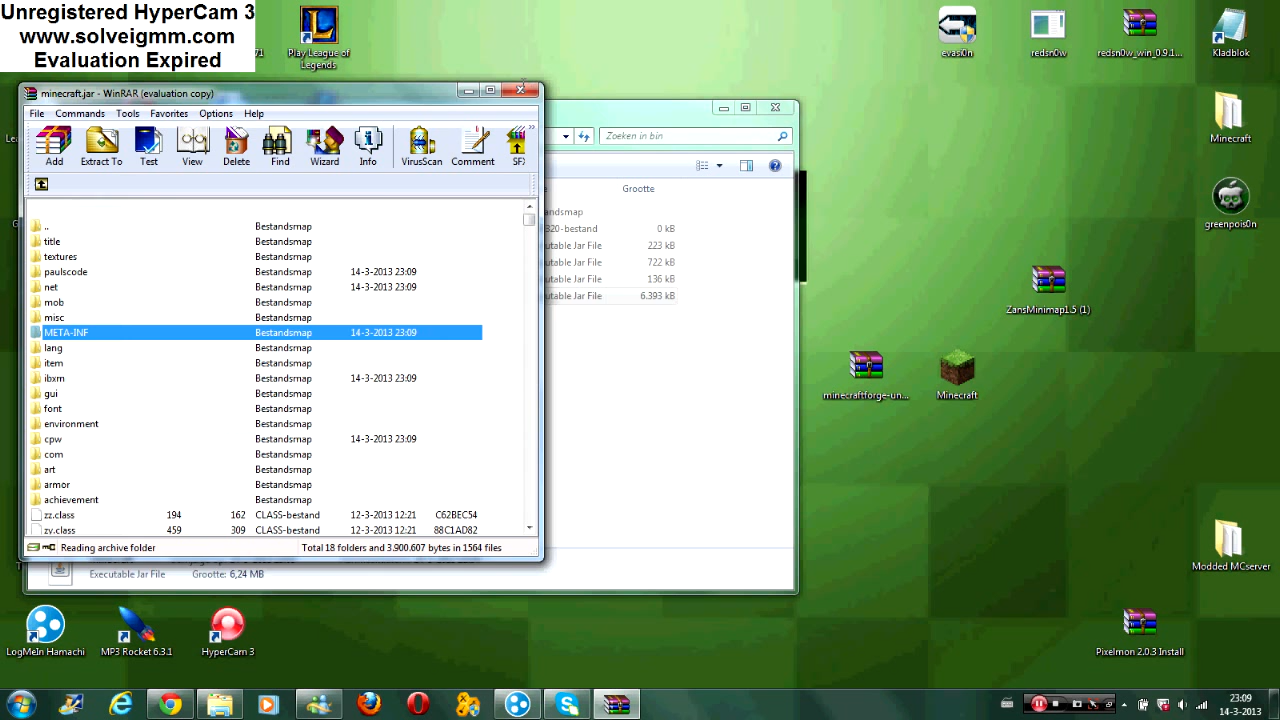 Unregistered HyperCam 3
www.solveigmm.com
Evaluation Expired
71
Play League of
Legends
evasi0n
redsn0w
redsn0w_win_0.9.1...
Kladblok
minecraft.jar - WinRAR (evaluation copy)
File Commands Tools Favorites Options Help
Add Extract To Test View Delete Find Wizard Info VirusScan Comment SFX
Zoeken in bin
Minecraft
Grootte
.. Bestandsmap
title Bestandsmap
textures Bestandsmap
paulscode Bestandsmap 14-3-2013 23:09
net Bestandsmap 14-3-2013 23:09
mob Bestandsmap
misc Bestandsmap
META-INF Bestandsmap 14-3-2013 23:09
lang Bestandsmap
item Bestandsmap
ibxm Bestandsmap 14-3-2013 23:09
gui Bestandsmap
font Bestandsmap
environment Bestandsmap
cpw Bestandsmap 14-3-2013 23:09
com Bestandsmap
art Bestandsmap
armor Bestandsmap
achievement Bestandsmap
zz.class 194 162 CLASS-bestand 12-3-2013 12:21 C62BEC54
zy.class 459 309 CLASS-bestand 12-3-2013 12:21 88C1AD82
Reading archive folder Total 18 folders and 3.900.607 bytes in 1564 files
andsmap
320-bestand 0 kB
utable Jar File 223 kB
utable Jar File 722 kB
utable Jar File 136 kB
utable Jar File 6.393 kB
Executable Jar File Grootte: 6,24 MB
greenpois0n
ZansMinimap1.5 (1)
minecraftforge-un...
Minecraft
Modded MCserver
Pixelmon 2.0.3 Install
LogMeIn Hamachi
MP3 Rocket 6.3.1
HyperCam 3
23:09
14-3-2013